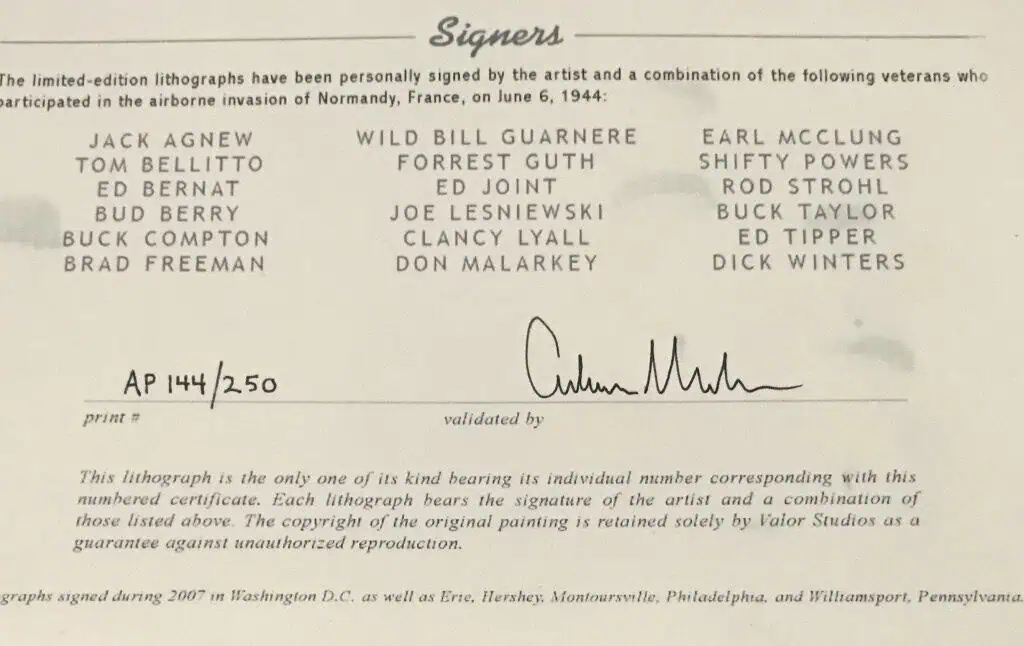 Signers
The limited-edition lithographs have been personally signed by the artist and a combination of the following veterans who
participated in the airborne invasion of Normandy, France, on June 6, 1944:
JACK AGNEW WILD BILL GUARNERE EARL MCCLUNG
TOM BELLITTO FORREST GUTH SHIFTY POWERS
ED BERNAT ED JOINT ROD STROHL
BUD BERRY JOE LESNIEWSKI BUCK TAYLOR
BUCK COMPTON CLANCY LYALL ED TIPPER
BRAD FREEMAN DON MALARKEY DICK WINTERS
AP 144/250
print # validated by
This lithograph is the only one of its kind bearing its individual number corresponding with this
numbered certificate. Each lithograph bears the signature of the artist and a combination of
those listed above. The copyright of the original painting is retained solely by Valor Studios as a
guarantee against unauthorized reproduction.
graphs signed during 2007 in Washington D.C. as well as Erie, Hershey, Montoursville, Philadelphia, and Williamsport, Pennsylvania.